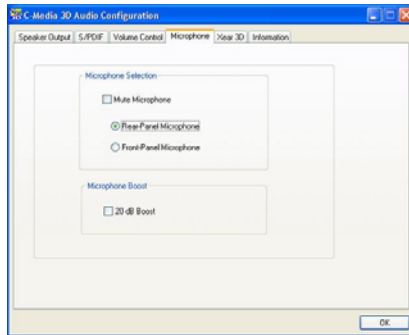 C-Media 3D Audio Configuration
Speaker Output S/PDIF Volume Control Microphone Xear 3D Information
Microphone Selection
Mute Microphone
Rear-Panel Microphone
Front-Panel Microphone
Microphone Boost
20 dB Boost
OK